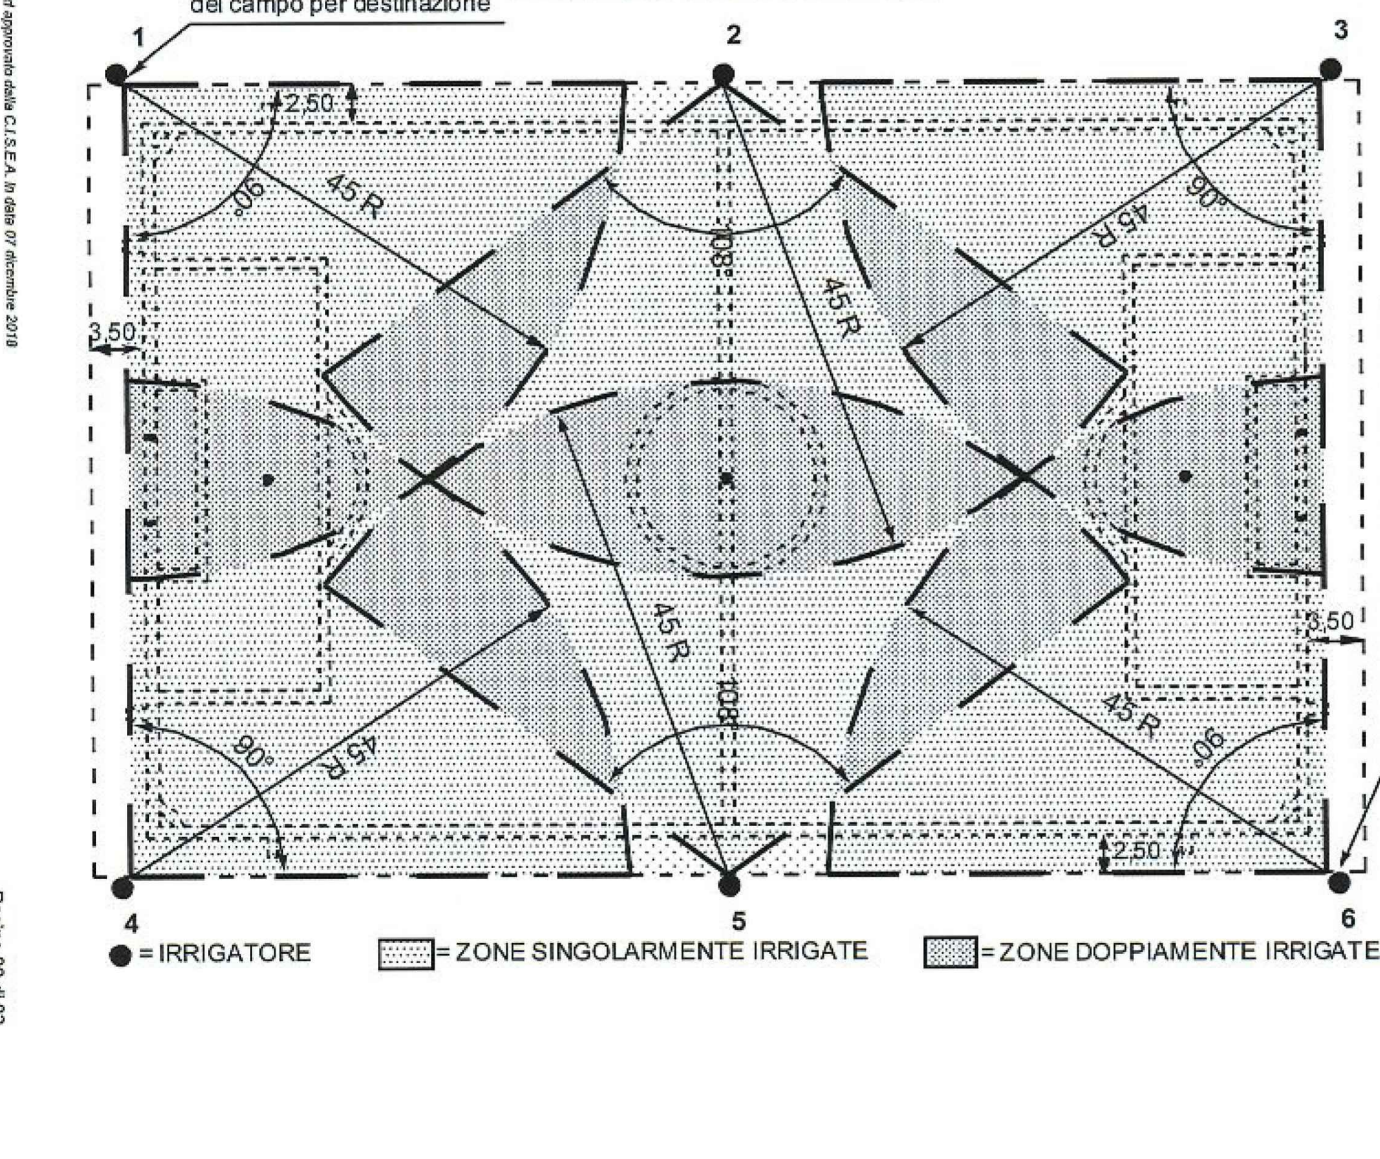 del campo per destinazione
1
2
3
2,50
90°
45 R
108°
45 R
45 R
90°
3,50
d approvato dalla C.I.S.E.A. in data 07 dicembre 2018
90°
45 R
45 R
108°
45 R
90°
3,50
2,50
4
5
6
= IRRIGATORE
= ZONE SINGOLARMENTE IRRIGATE
= ZONE DOPPIAMENTE IRRIGATE